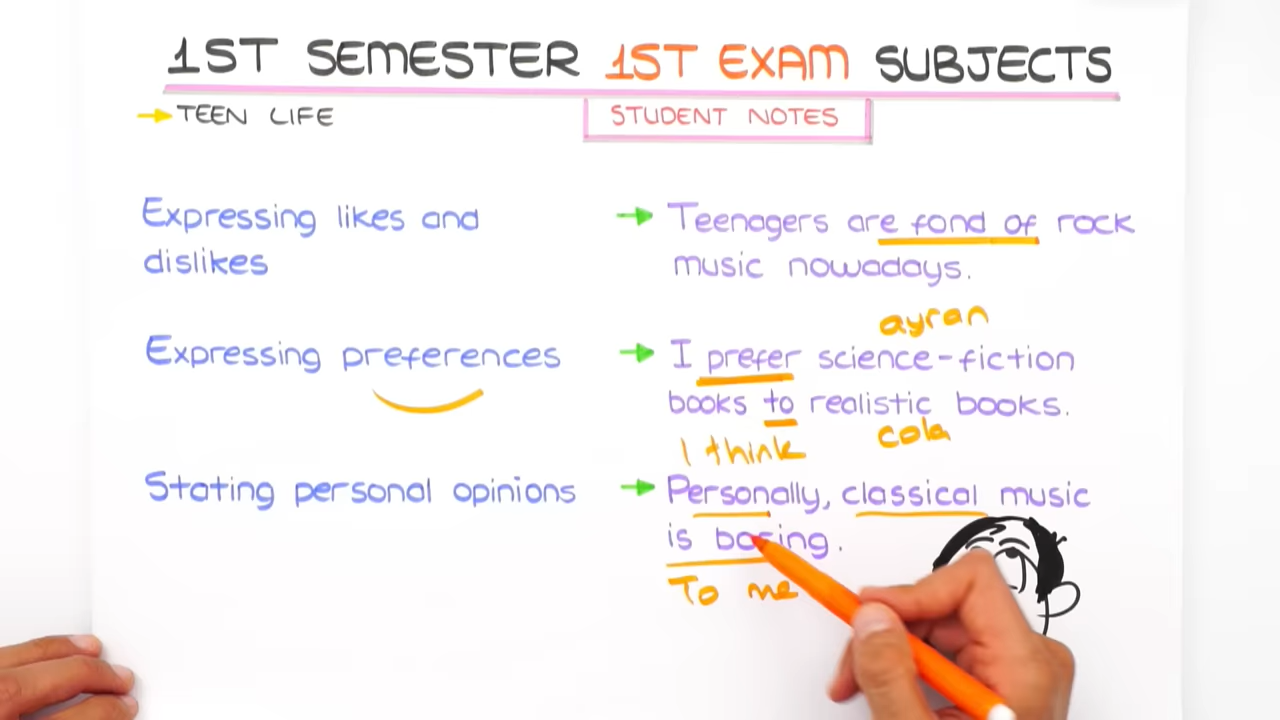 1ST SEMESTER 1ST EXAM SUBJECTS
TEEN LIFE
STUDENT NOTES
Expressing likes and
dislikes
Teenagers are fond of rock
music nowadays.
ayran
Expressing preferences
I prefer science-fiction
books to realistic books.
cola
I think
Stating personal opinions
Personally, classical music
is boring.
To me